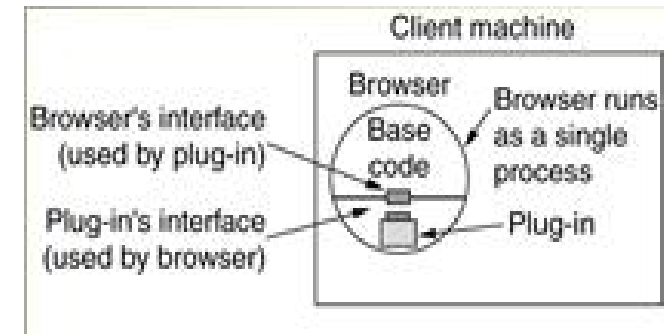 Client machine
Browser
Browser's interface
(used by plug-in)
Base
code
Browser runs
as a single
process
Plug-in's interface
(used by browser)
Plug-in